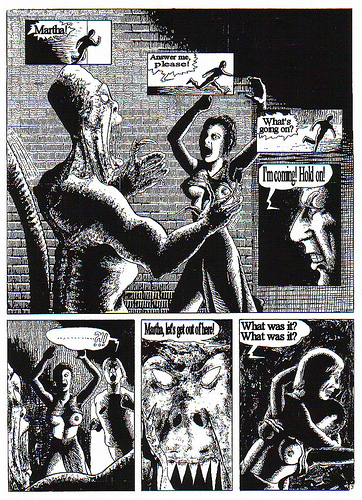 Martha!
Answer me,
please!
What's
going on?
I'm coming! Hold on!
..........?!
Martha, let's get out of here!
What was it?
What was it?